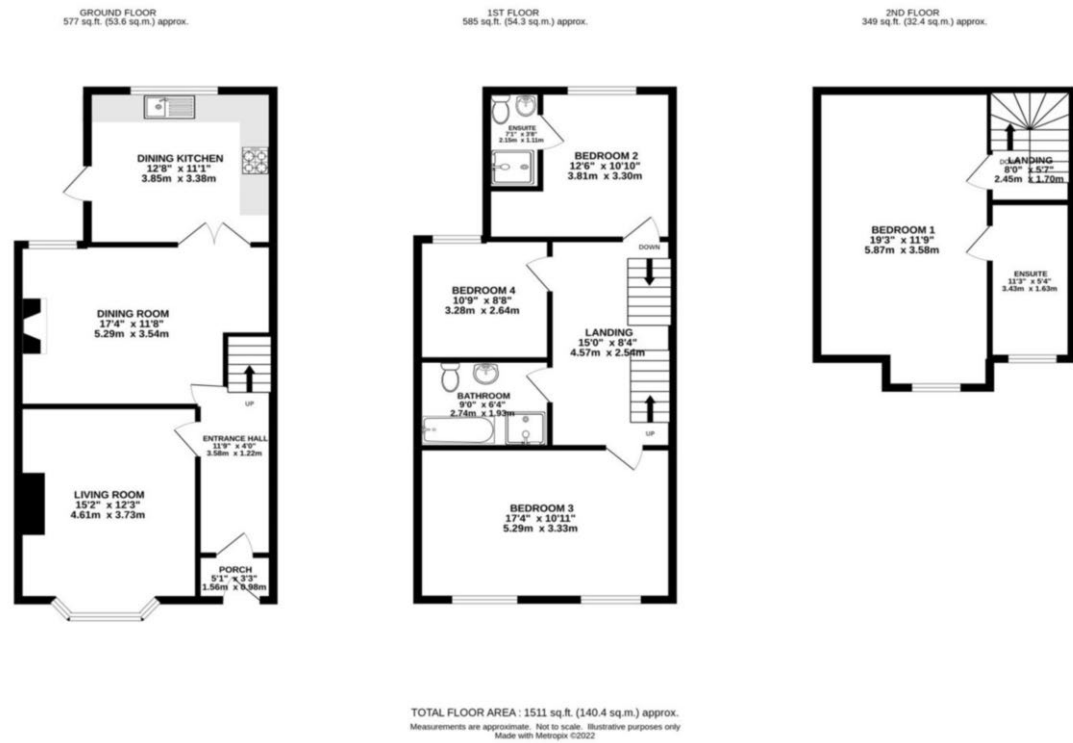 GROUND FLOOR
577 sq.ft. (53.6 sq.m.) approx.
DINING KITCHEN
12'8" x 11'1"
3.85m x 3.38m
DINING ROOM
17'4" x 11'8"
5.29m x 3.54m
UP
ENTRANCE HALL
11'9" x 4'0"
3.58m x 1.22m
LIVING ROOM
15'2" x 12'3"
4.61m x 3.73m
PORCH
5'1" x 3'3"
1.56m x 0.98m
1ST FLOOR
585 sq.ft. (54.3 sq.m.) approx.
ENSUITE
7'1" x 3'8"
2.15m x 1.11m
BEDROOM 2
12'6" x 10'10"
3.81m x 3.30m
DOWN
BEDROOM 4
10'9" x 8'8"
3.28m x 2.64m
LANDING
15'0" x 8'4"
4.57m x 2.54m
BATHROOM
9'0" x 6'4"
2.74m x 1.93m
UP
BEDROOM 3
17'4" x 10'11"
5.29m x 3.33m
2ND FLOOR
349 sq.ft. (32.4 sq.m.) approx.
DOWN
LANDING
8'0" x 5'7"
2.45m x 1.70m
BEDROOM 1
19'3" x 11'9"
5.87m x 3.58m
ENSUITE
11'3" x 5'4"
3.43m x 1.63m
TOTAL FLOOR AREA : 1511 sq.ft. (140.4 sq.m.) approx.
Measurements are approximate. Not to scale. Illustrative purposes only
Made with Metropix ©2022